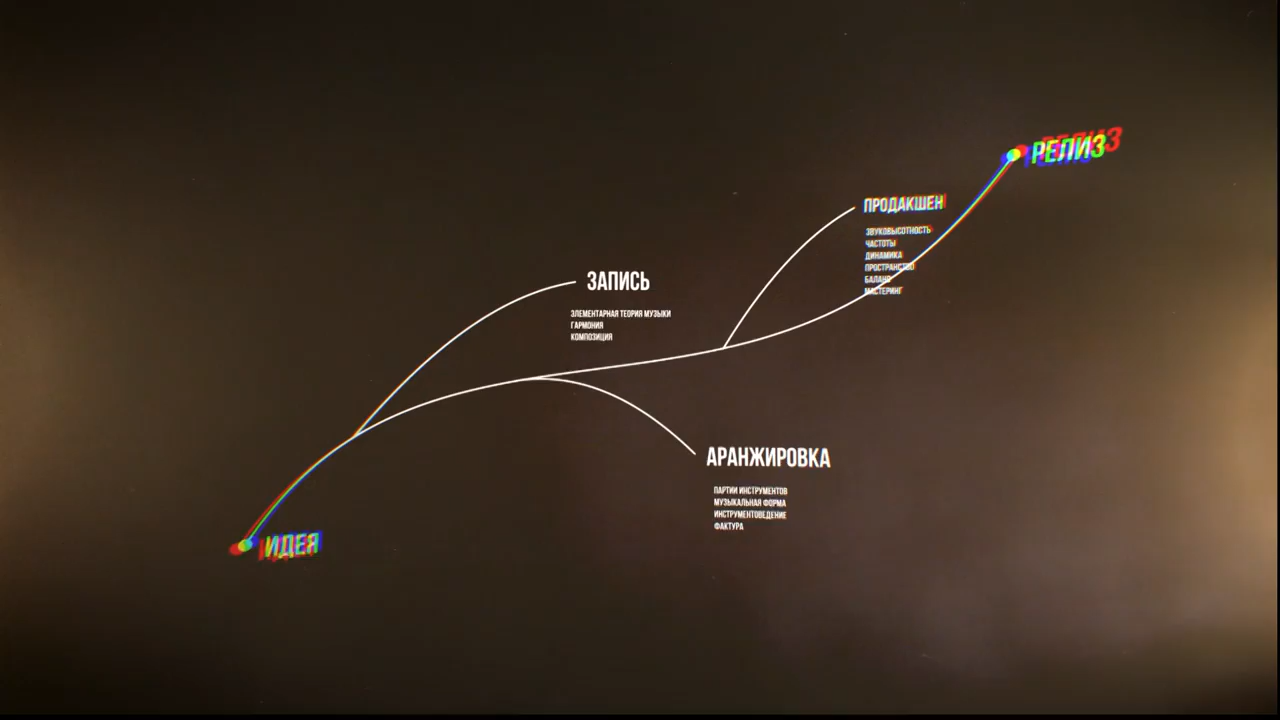 РЕЛИЗ
ПРОДАКШЕН
ЗВУКОВЫСОТНОСТЬ
ЧАСТОТЫ
ДИНАМИКА
ПРОСТРАНСТВО
БАЛАНС
МАСТЕРИНГ
ЗАПИСЬ
ЭЛЕМЕНТАРНАЯ ТЕОРИЯ МУЗЫКИ
ГАРМОНИЯ
КОМПОЗИЦИЯ
АРАНЖИРОВКА
ПАРТИИ ИНСТРУМЕНТОВ
МУЗЫКАЛЬНАЯ ФОРМА
ИНСТРУМЕНТОВЕДЕНИЕ
ФАКТУРА
ИДЕЯ